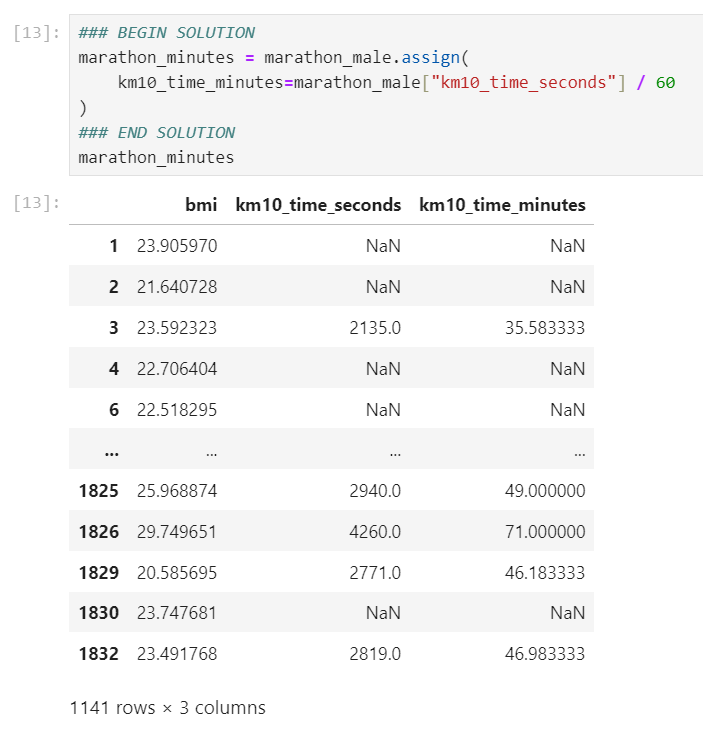 [13]: ### BEGIN SOLUTION
marathon_minutes = marathon_male.assign(
    km10_time_minutes=marathon_male["km10_time_seconds"] / 60
)
### END SOLUTION
marathon_minutes
[13]: bmi km10_time_seconds km10_time_minutes
1 23.905970 NaN NaN
2 21.640728 NaN NaN
3 23.592323 2135.0 35.583333
4 22.706404 NaN NaN
6 22.518295 NaN NaN
... ... ... ...
1825 25.968874 2940.0 49.000000
1826 29.749651 4260.0 71.000000
1829 20.585695 2771.0 46.183333
1830 23.747681 NaN NaN
1832 23.491768 2819.0 46.983333
1141 rows × 3 columns